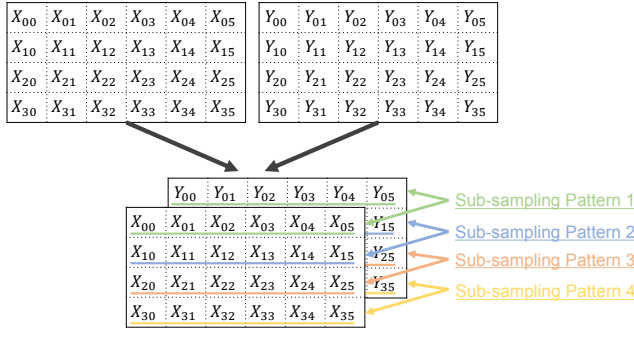 X00 X01 X02 X03 X04 X05 Y00 Y01 Y02 Y03 Y04 Y05
X10 X11 X12 X13 X14 X15 Y10 Y11 Y12 Y13 Y14 Y15
X20 X21 X22 X23 X24 X25 Y20 Y21 Y22 Y23 Y24 Y25
X30 X31 X32 X33 X34 X35 Y30 Y31 Y32 Y33 Y34 Y35
Y00 Y01 Y02 Y03 Y04 Y05
Sub-sampling Pattern 1
X00 X01 X02 X03 X04 X05 Y15
Sub-sampling Pattern 2
X10 X11 X12 X13 X14 X15 Y25
Sub-sampling Pattern 3
X20 X21 X22 X23 X24 X25 Y35
Sub-sampling Pattern 4
X30 X31 X32 X33 X34 X35